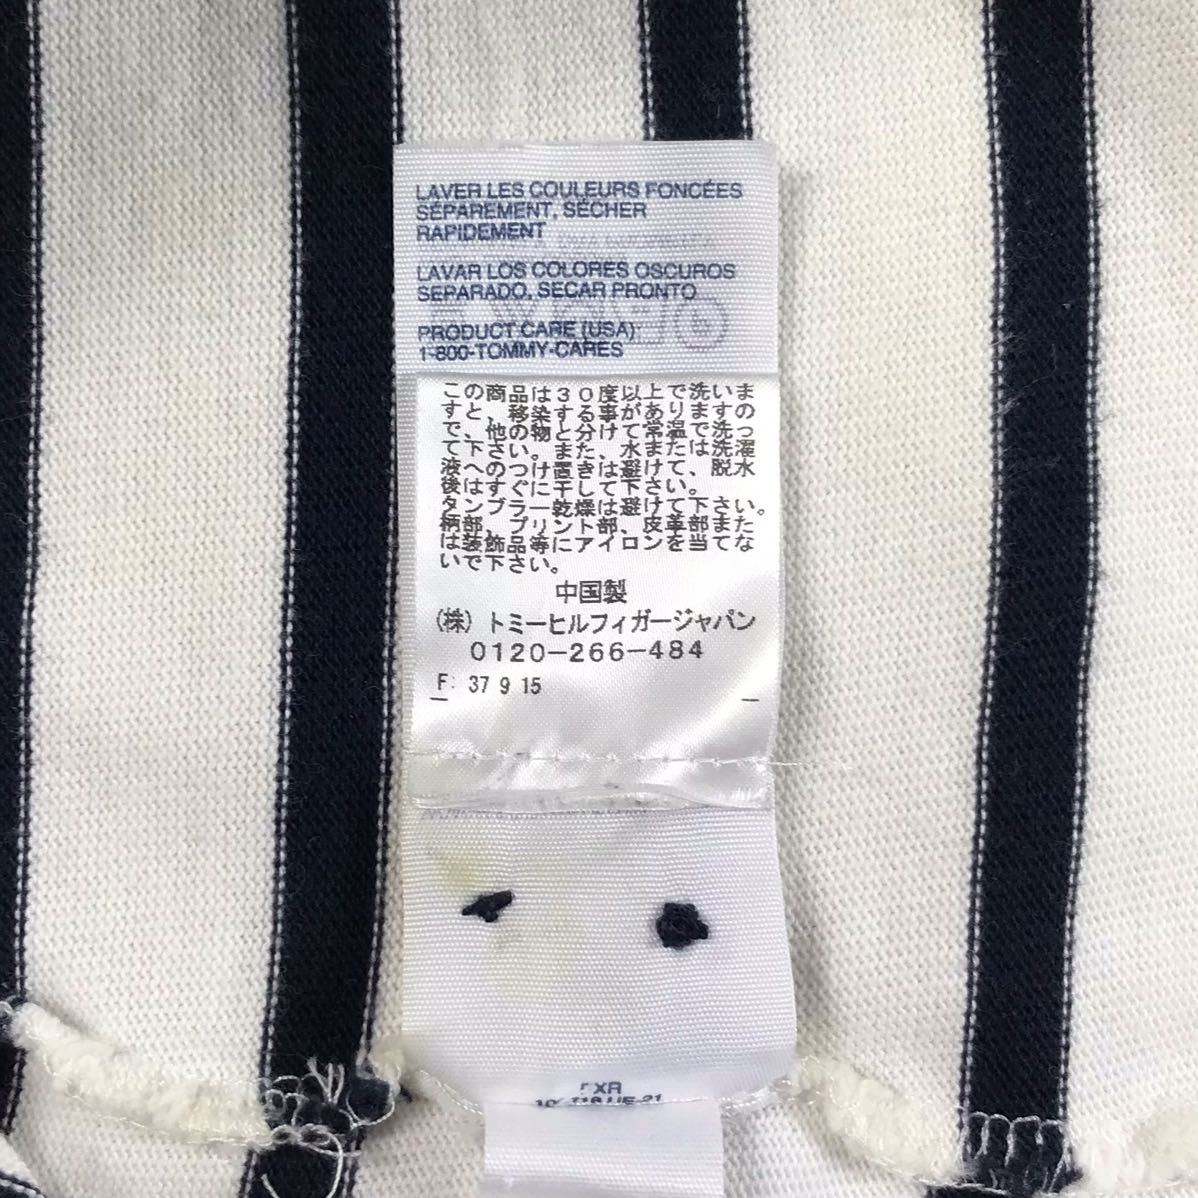 LAVER LES COULEURS FONCÉES
SÉPAREMENT, SÉCHER
RAPIDEMENT
LAVAR LOS COLORES OSCUROS
SEPARADO, SECAR PRONTO
PRODUCT CARE (USA)
1-800-TOMMY-CARES
この商品は30度以上で洗いま
すと、移染する事がありますの
で、他の物と分けて常温で洗っ
て下さい。また、水または洗濯
液へのつけ置きは避けて、脱水
後はすぐに干して下さい。
タンブラー乾燥は避けて下さい。
柄部、プリント部、皮革部また
は装飾品等にアイロンを当てな
いで下さい。
中国製
(株) トミーヒルフィガージャパン
0120-266-484
F: 37 9 15